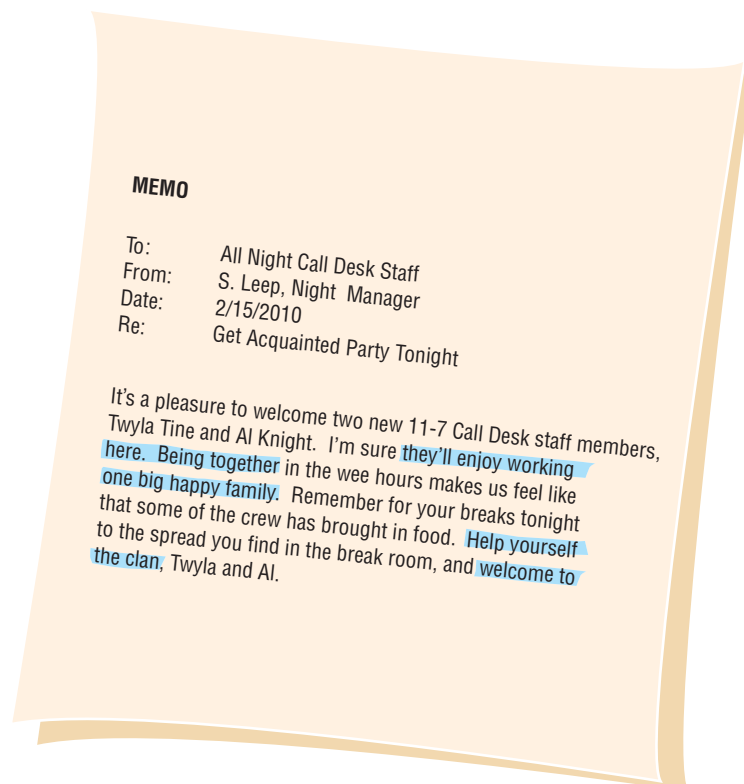 MEMO
To: All Night Call Desk Staff
From: S. Leep, Night Manager
Date: 2/15/2010
Re: Get Acquainted Party Tonight
It's a pleasure to welcome two new 11-7 Call Desk staff members,
Twyla Tine and Al Knight. I'm sure they'll enjoy working
here. Being together in the wee hours makes us feel like
one big happy family. Remember for your breaks tonight
that some of the crew has brought in food. Help yourself
to the spread you find in the break room, and welcome to
the clan, Twyla and Al.